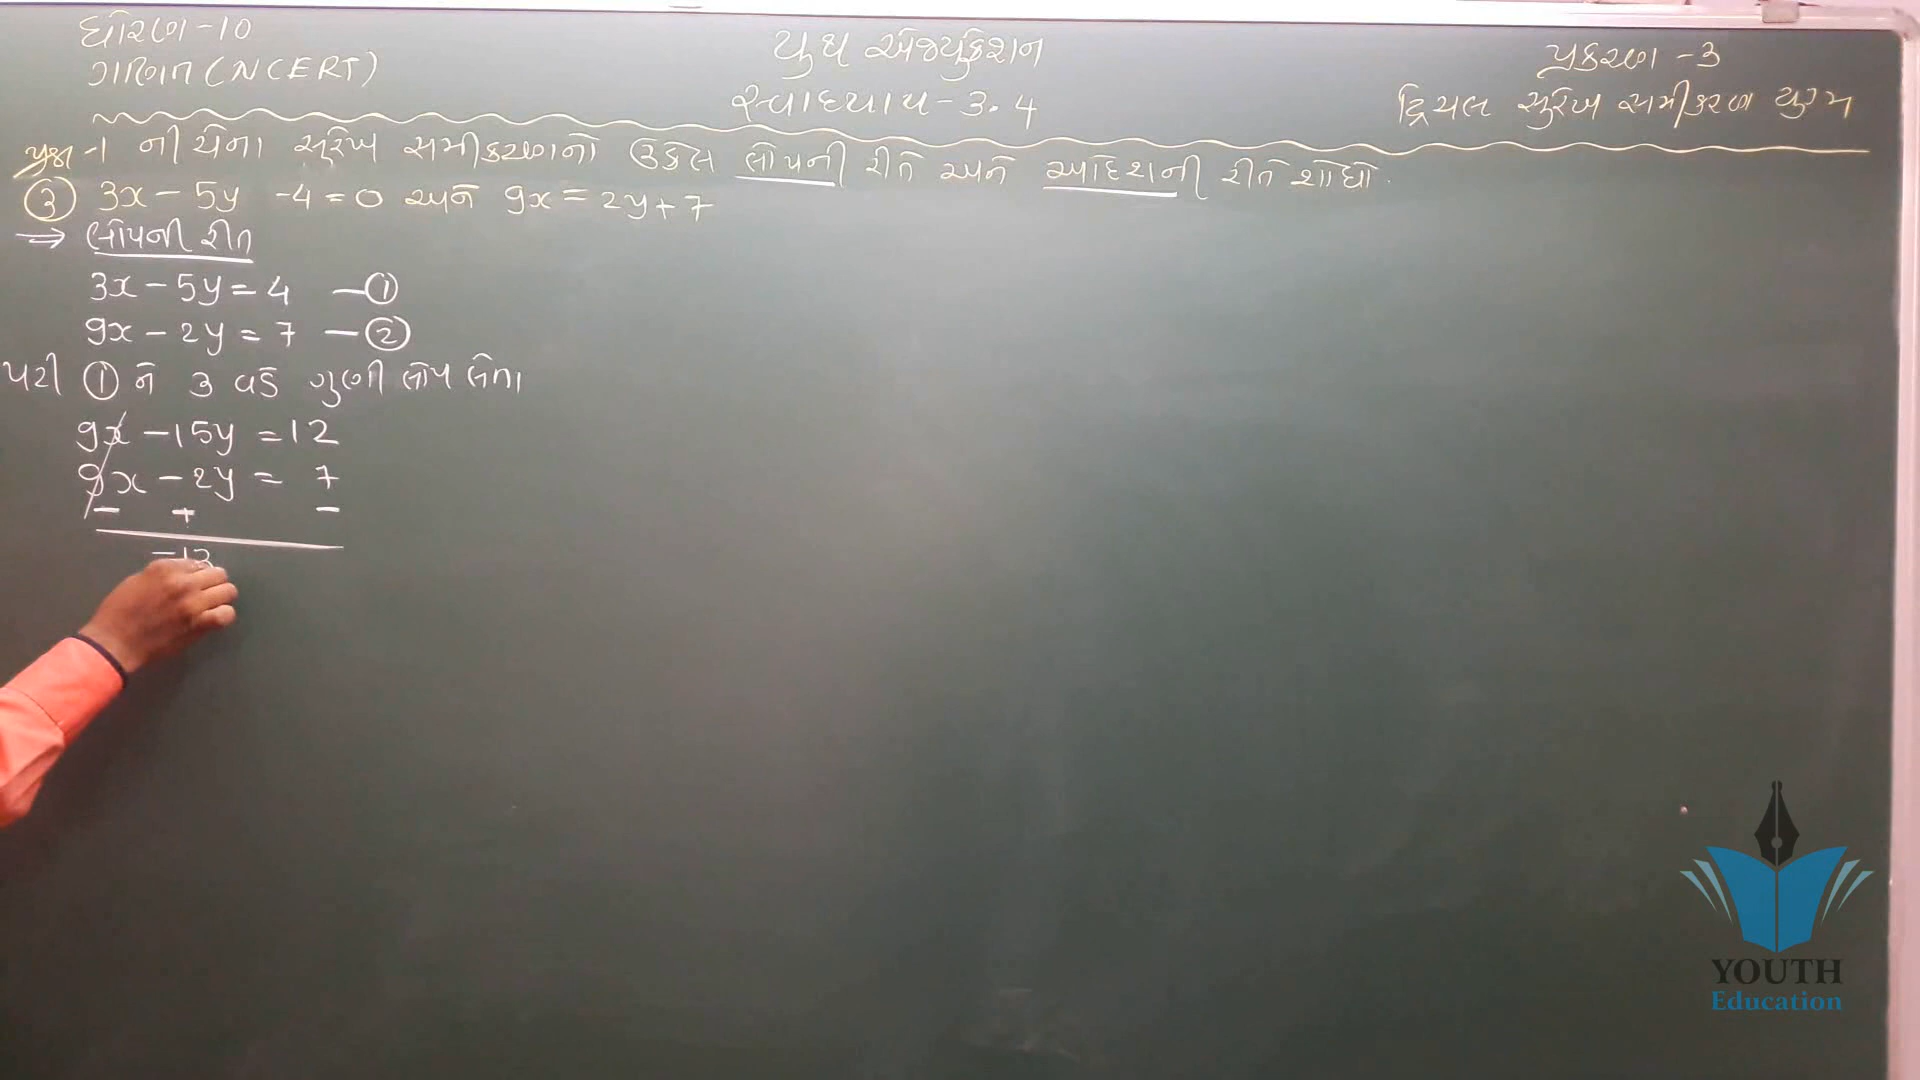 ધોરણ-10
ગણિત (NCERT)
યુથ એજ્યુકેશન
સ્વાધ્યાય-3.4
પ્રકરણ-3
દ્વિચલ સુરેખ સમીકરણ યુગ્મ
પ્રશ્ન-1 નીચેના સુરેખ સમીકરણનો ઉકેલ લોપની રીતે અને આદેશની રીતે શોધો.
③ 3x - 5y - 4 = 0 અને 9x = 2y + 7
⇒ લોપની રીત
3x - 5y = 4 —①
9x - 2y = 7 —②
① ને 3 વડે ગુણી લોપ લેતા
9x - 15y = 12
9x - 2y = 7
- + -
-13
YOUTH
Education